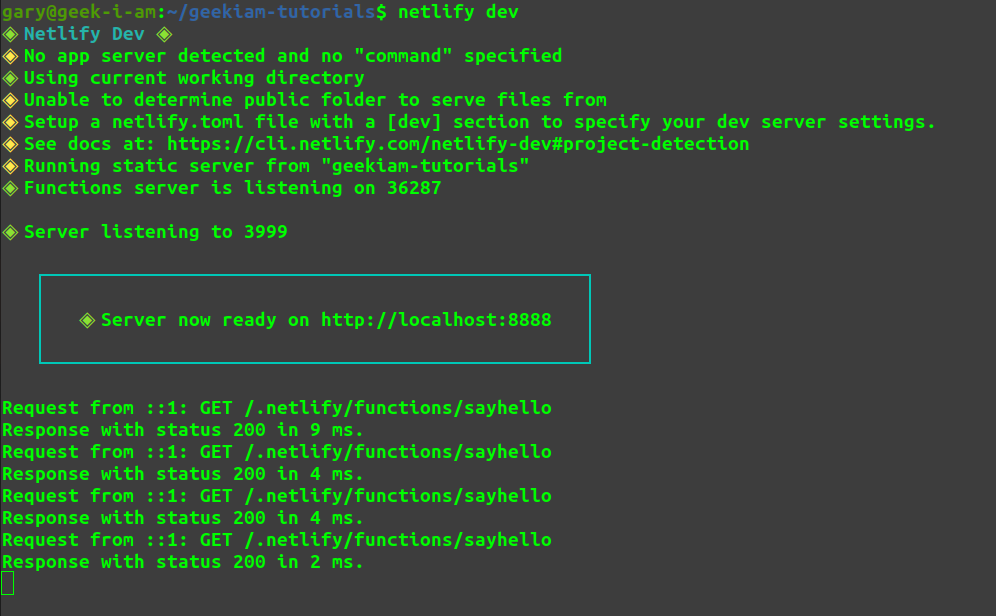 gary@geek-i-am:~/geekiam-tutorials$ netlify dev
◈ Netlify Dev ◈
◈ No app server detected and no "command" specified
◈ Using current working directory
◈ Unable to determine public folder to serve files from
◈ Setup a netlify.toml file with a [dev] section to specify your dev server settings.
◈ See docs at: https://cli.netlify.com/netlify-dev#project-detection
◈ Running static server from "geekiam-tutorials"
◈ Functions server is listening on 36287
◈ Server listening to 3999
◈ Server now ready on http://localhost:8888
Request from ::1: GET /.netlify/functions/sayhello
Response with status 200 in 9 ms.
Request from ::1: GET /.netlify/functions/sayhello
Response with status 200 in 4 ms.
Request from ::1: GET /.netlify/functions/sayhello
Response with status 200 in 4 ms.
Request from ::1: GET /.netlify/functions/sayhello
Response with status 200 in 2 ms.